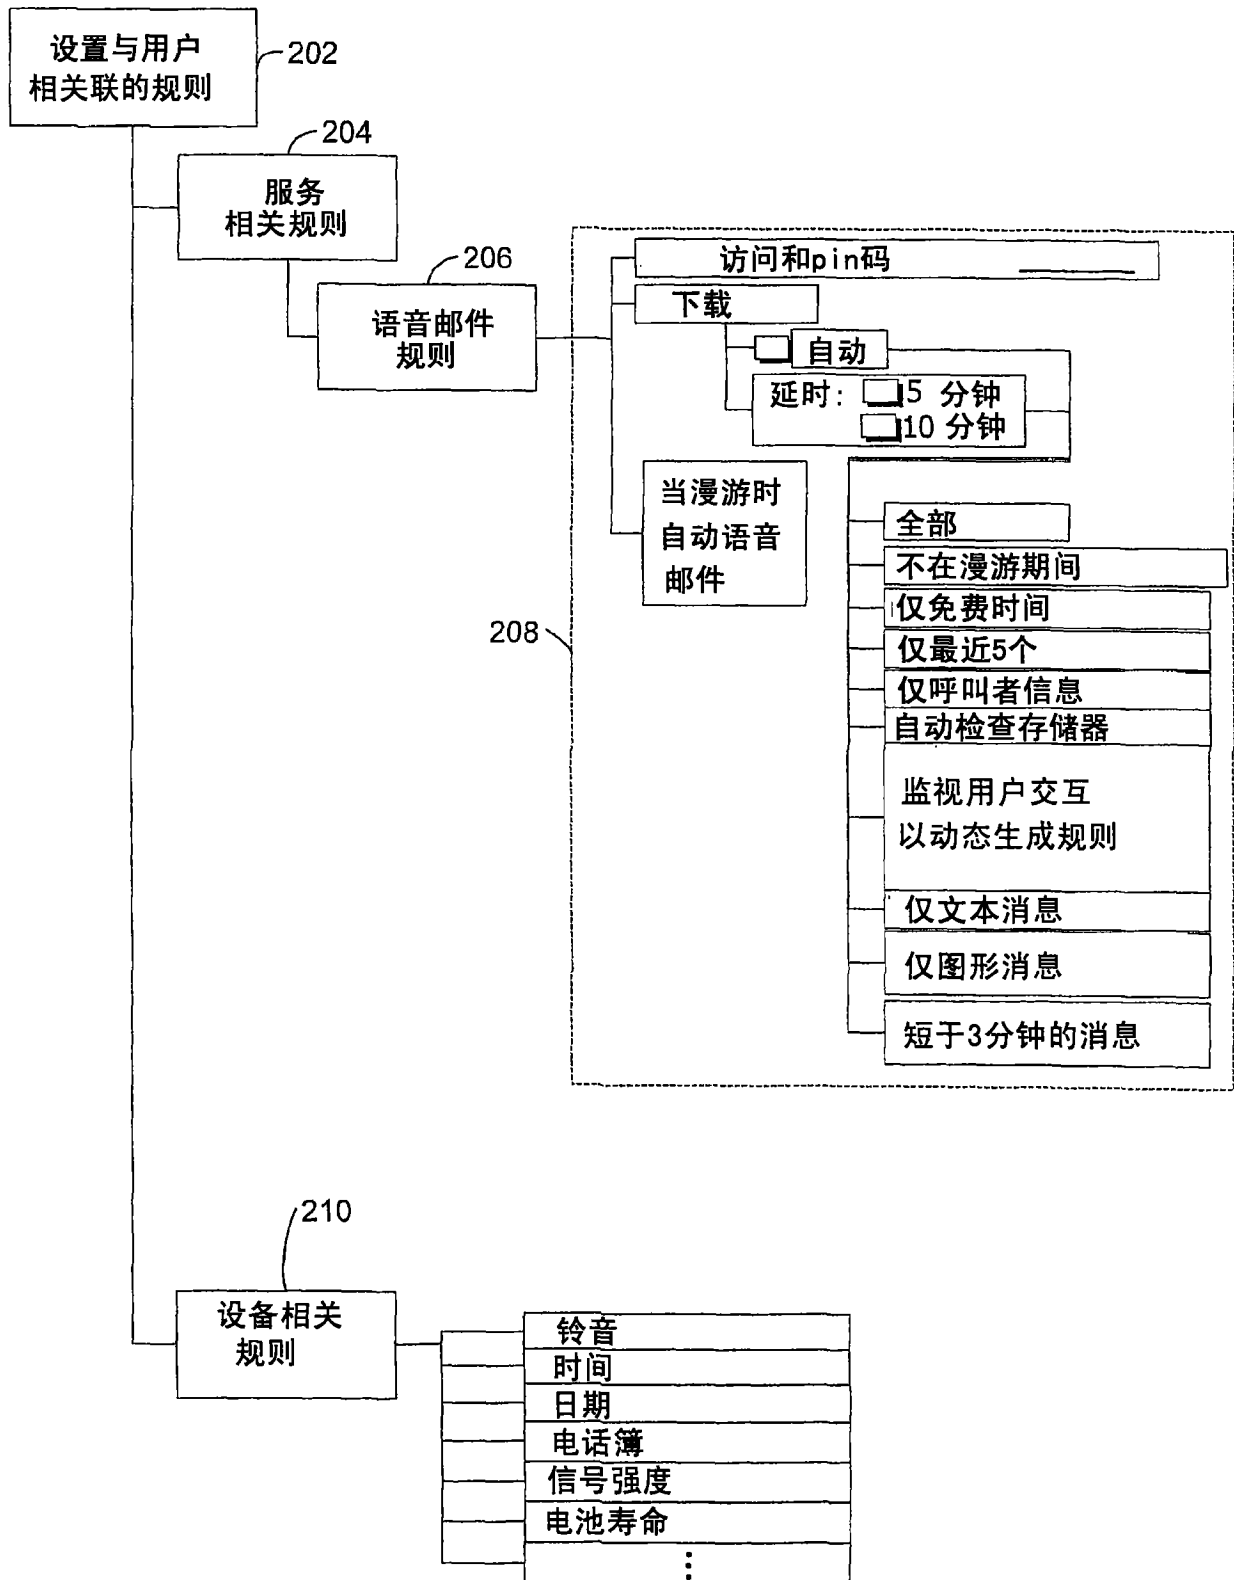 设置与用户
相关联的规则
202
204
服务
相关规则
206
语音邮件
规则
208
访问和pin码
下载
自动
延时: 5 分钟
10 分钟
当漫游时
自动语音
邮件
全部
不在漫游期间
仅免费时间
仅最近5个
仅呼叫者信息
自动检查存储器
监视用户交互
以动态生成规则
仅文本消息
仅图形消息
短于3分钟的消息
210
设备相关
规则
铃音
时间
日期
电话簿
信号强度
电池寿命
⋮